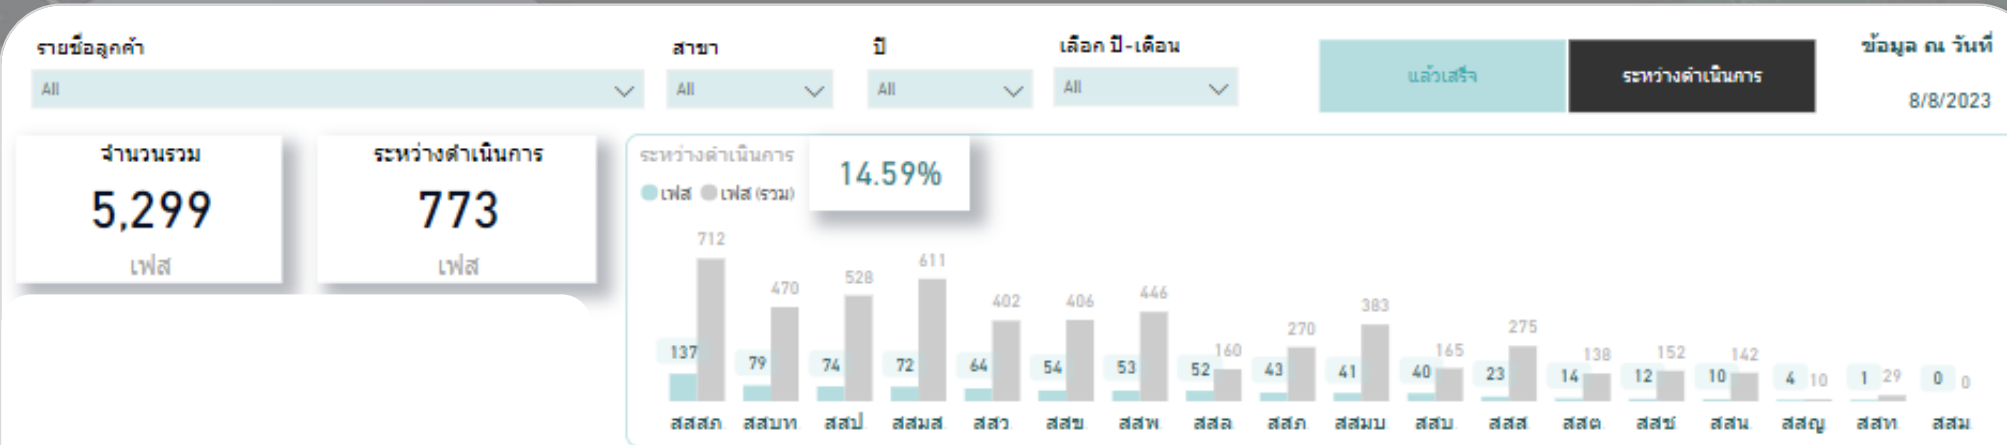 รายชื่อลูกค้า
สาขา
ปี
เลือก ปี-เดือน
แล้วเสร็จ
ระหว่างดำเนินการ
ข้อมูล ณ วันที่
All
All
All
All
8/8/2023
จำนวนรวม
5,299
เฟส
ระหว่างดำเนินการ
773
เฟส
ระหว่างดำเนินการ
14.59%
เฟส เฟส (รวม)
712 470 528 611 402 406 446 160 270 383 165 275 138 152 142 10 29 0
137 79 74 72 64 54 53 52 43 41 40 23 14 12 10 4 1 0
สสสภ. สสบท. สสป. สสมส. สสว. สสข. สสพ. สสล. สสภ. สสมบ. สสบ. สสส. สสต. สสช. สสน. สสญ. สสท. สสม.